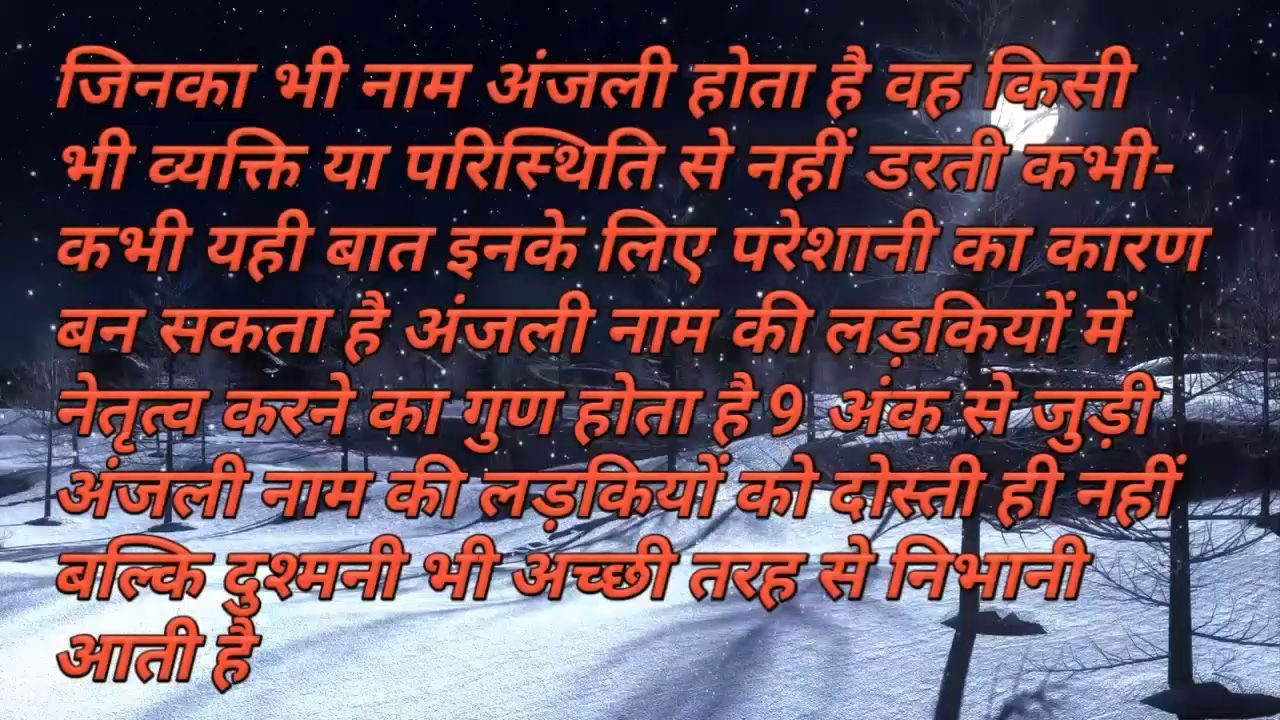 जिनका भी नाम अंजली होता है वह किसी
भी व्यक्ति या परिस्थिति से नहीं डरती कभी-
कभी यही बात इनके लिए परेशानी का कारण
बन सकता है अंजली नाम की लड़कियों में
नेतृत्व करने का गुण होता है 9 अंक से जुड़ी
अंजली नाम की लड़कियों को दोस्ती ही नहीं
बल्कि दुश्मनी भी अच्छी तरह से निभानी
आती है